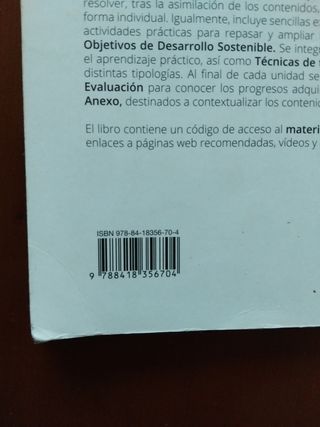 resolver, tras la asimilación de los contenidos,
forma individual. Igualmente, incluye sencillas e
actividades prácticas para repasar y ampliar
Objetivos de Desarrollo Sostenible. Se integ
el aprendizaje práctico, así como Técnicas de
distintas tipologías. Al final de cada unidad se
Evaluación para conocer los progresos adqui
Anexo, destinados a contextualizar los conteni
El libro contiene un código de acceso al materi
enlaces a páginas web recomendadas, vídeos y
ISBN 978-84-18356-70-4
9 788418 356704